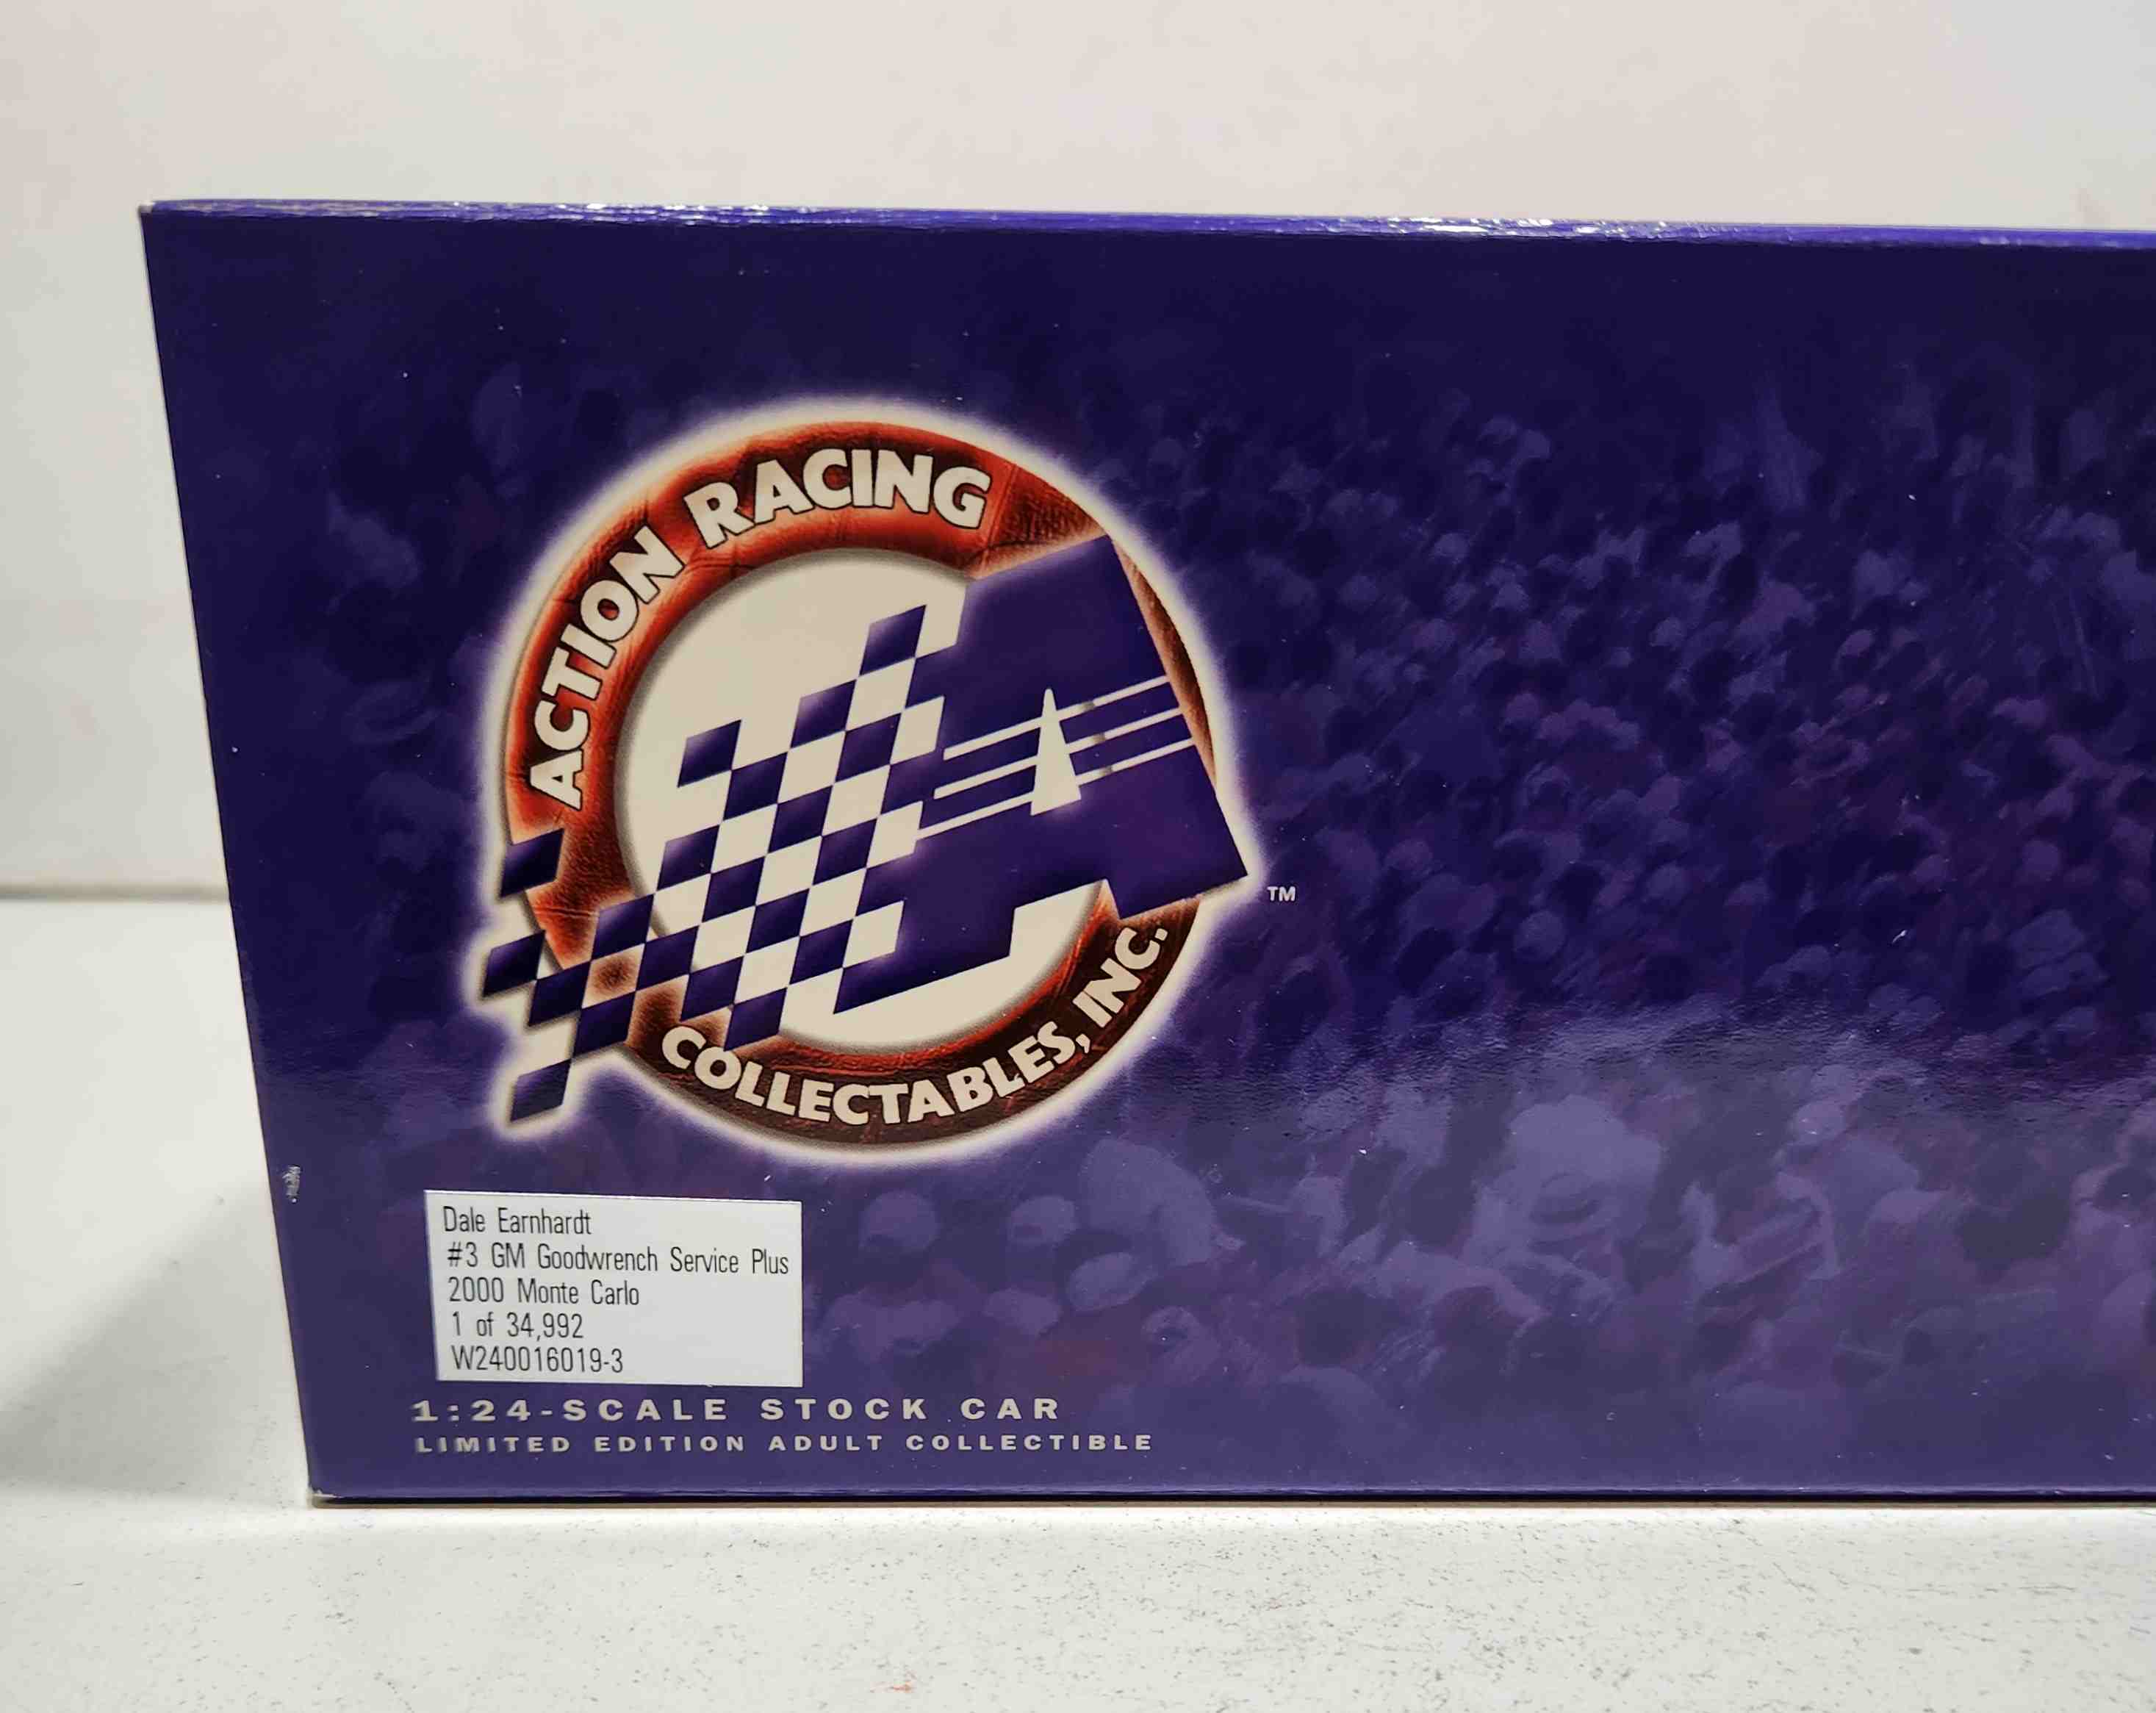 ACTION RACING
COLLECTABLES, INC.
TM
Dale Earnhardt
#3 GM Goodwrench Service Plus
2000 Monte Carlo
1 of 34,992
W240016019-3
1:24-SCALE STOCK CAR
LIMITED EDITION ADULT COLLECTIBLE